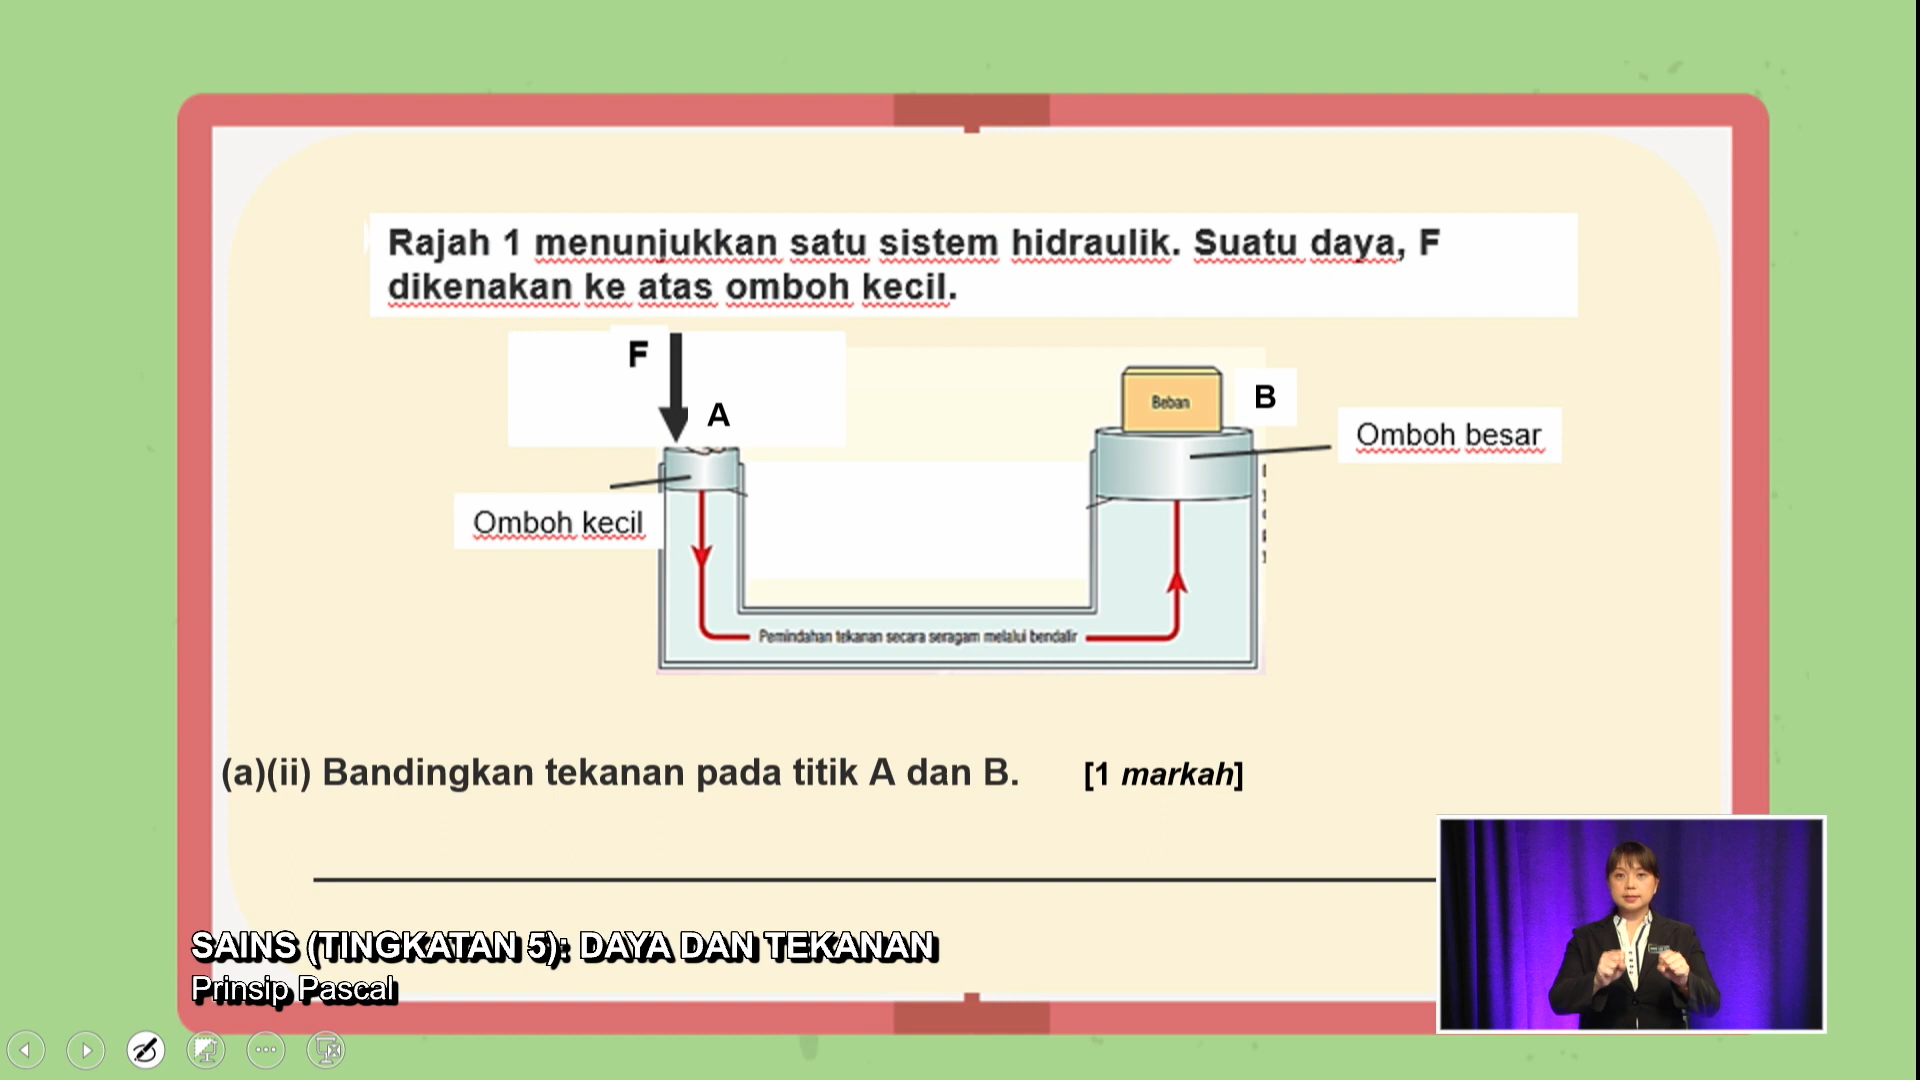 Rajah 1 menunjukkan satu sistem hidraulik. Suatu daya, F
dikenakan ke atas omboh kecil.
F
A
Beban
B
Omboh besar
Omboh kecil
Pemindahan tekanan secara seragam melalui bendalir
(a)(ii) Bandingkan tekanan pada titik A dan B. [1 markah]
SAINS (TINGKATAN 5): DAYA DAN TEKANAN
Prinsip Pascal